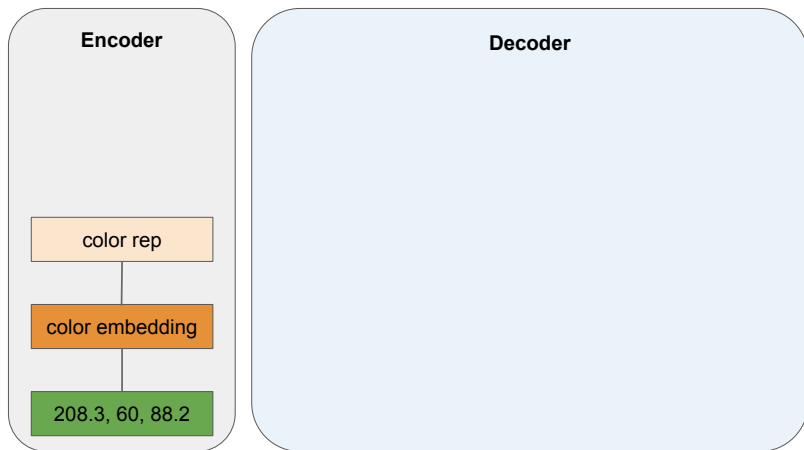 Encoder
Decoder
color rep
color embedding
208.3, 60, 88.2